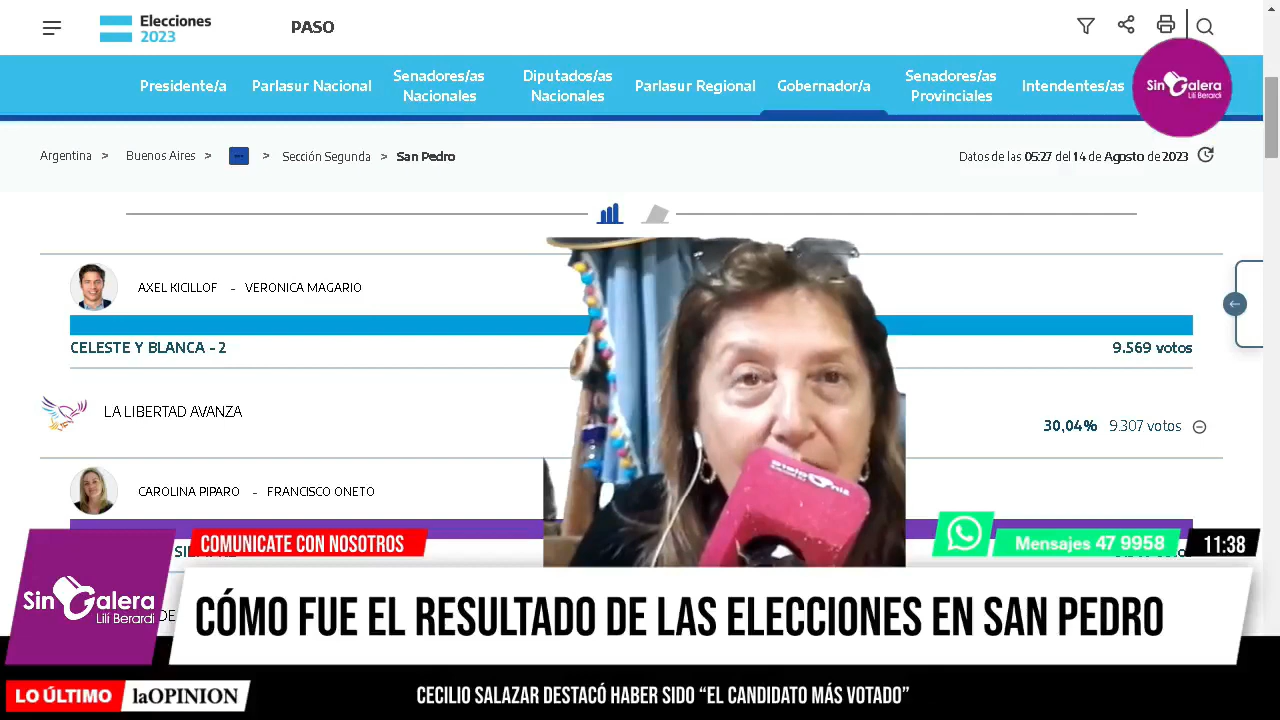 Elecciones
2023
PASO
Presidente/a
Parlasur Nacional
Senadores/as
Nacionales
Diputados/as
Nacionales
Parlasur Regional
Gobernador/a
Senadores/as
Provinciales
Intendentes/as
Sin Galera
Lilí Berardi
Argentina > Buenos Aires > ... > Sección Segunda > San Pedro
Datos de las 05:27 del 14 de Agosto de 2023
AXEL KICILLOF - VERONICA MAGARIO
CELESTE Y BLANCA - 2
9.569 votos
LA LIBERTAD AVANZA
30,04% 9.307 votos
CAROLINA PIPARO - FRANCISCO ONETO
COMUNICATE CON NOSOTROS
Mensajes 47 9958
11:38
Sin Galera
Lilí Berardi
DE
CÓMO FUE EL RESULTADO DE LAS ELECCIONES EN SAN PEDRO
LO ÚLTIMO
laOPINION
CECILIO SALAZAR DESTACÓ HABER SIDO “EL CANDIDATO MÁS VOTADO”